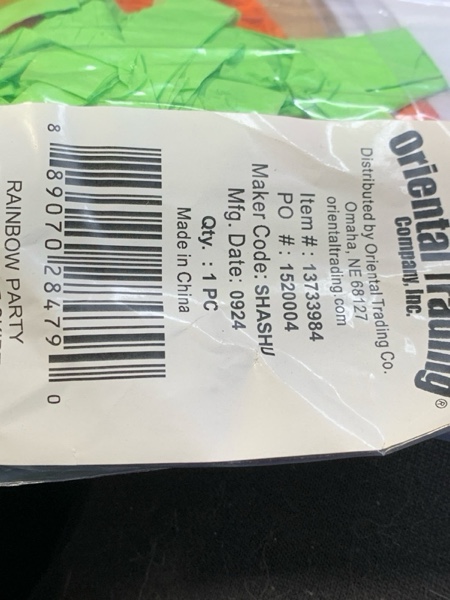 Oriental Trading®
Company, Inc.
Distributed by Oriental Trading Co.
Omaha, NE 68127
orientaltrading.com
Item # : 13733984
PO # : 1520004
Maker Code: SHASHU
Mfg. Date: 0924
Qty. : 1 PC
Made in China
8 89070 28479 0
RAINBOW PARTY